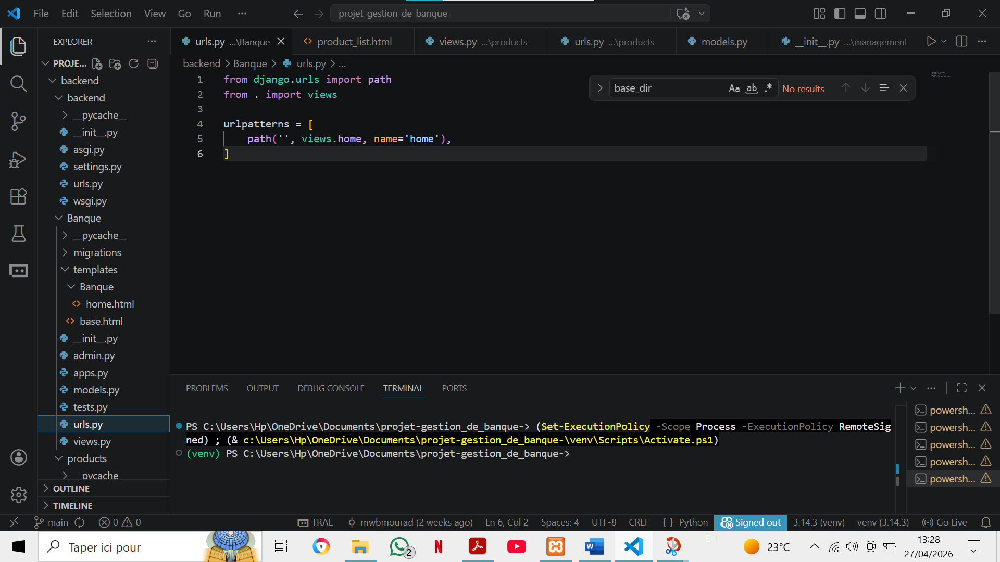 File Edit Selection View Go Run ...
projet-gestion_de_banque-
EXPLORER
PROJE...
backend
backend
__pycache__
__init__.py
asgi.py
settings.py
urls.py
wsgi.py
Banque
__pycache__
migrations
templates
Banque
home.html
base.html
__init__.py
admin.py
apps.py
models.py
tests.py
urls.py
views.py
products
__pycache__
OUTLINE
TIMELINE
urls.py ...\Banque
product_list.html
views.py ...\products
urls.py ...\products
models.py
__init__.py ...\management
backend > Banque > urls.py > ...
base_dir
Aa ab .*
No results
1 from django.urls import path
2 from . import views
3
4 urlpatterns = [
5 path('', views.home, name='home'),
6 ]
PROBLEMS OUTPUT DEBUG CONSOLE TERMINAL PORTS
PS C:\Users\Hp\OneDrive\Documents\projet-gestion_de_banque-> (Set-ExecutionPolicy -Scope Process -ExecutionPolicy RemoteSig
ned) ; (& c:\Users\Hp\OneDrive\Documents\projet-gestion_de_banque-\venv\Scripts\Activate.ps1)
(venv) PS C:\Users\Hp\OneDrive\Documents\projet-gestion_de_banque->
powersh...
powersh...
powersh...
powersh...
powersh...
main 0 0 TRAE mwbmourad (2 weeks ago) Ln 6, Col 2 Spaces: 4 UTF-8 CRLF { } Python Signed out 3.14.3 (venv) venv (3.14.3) Go Live
Taper ici pour
2
N
W
23°C
13:28
27/04/2026